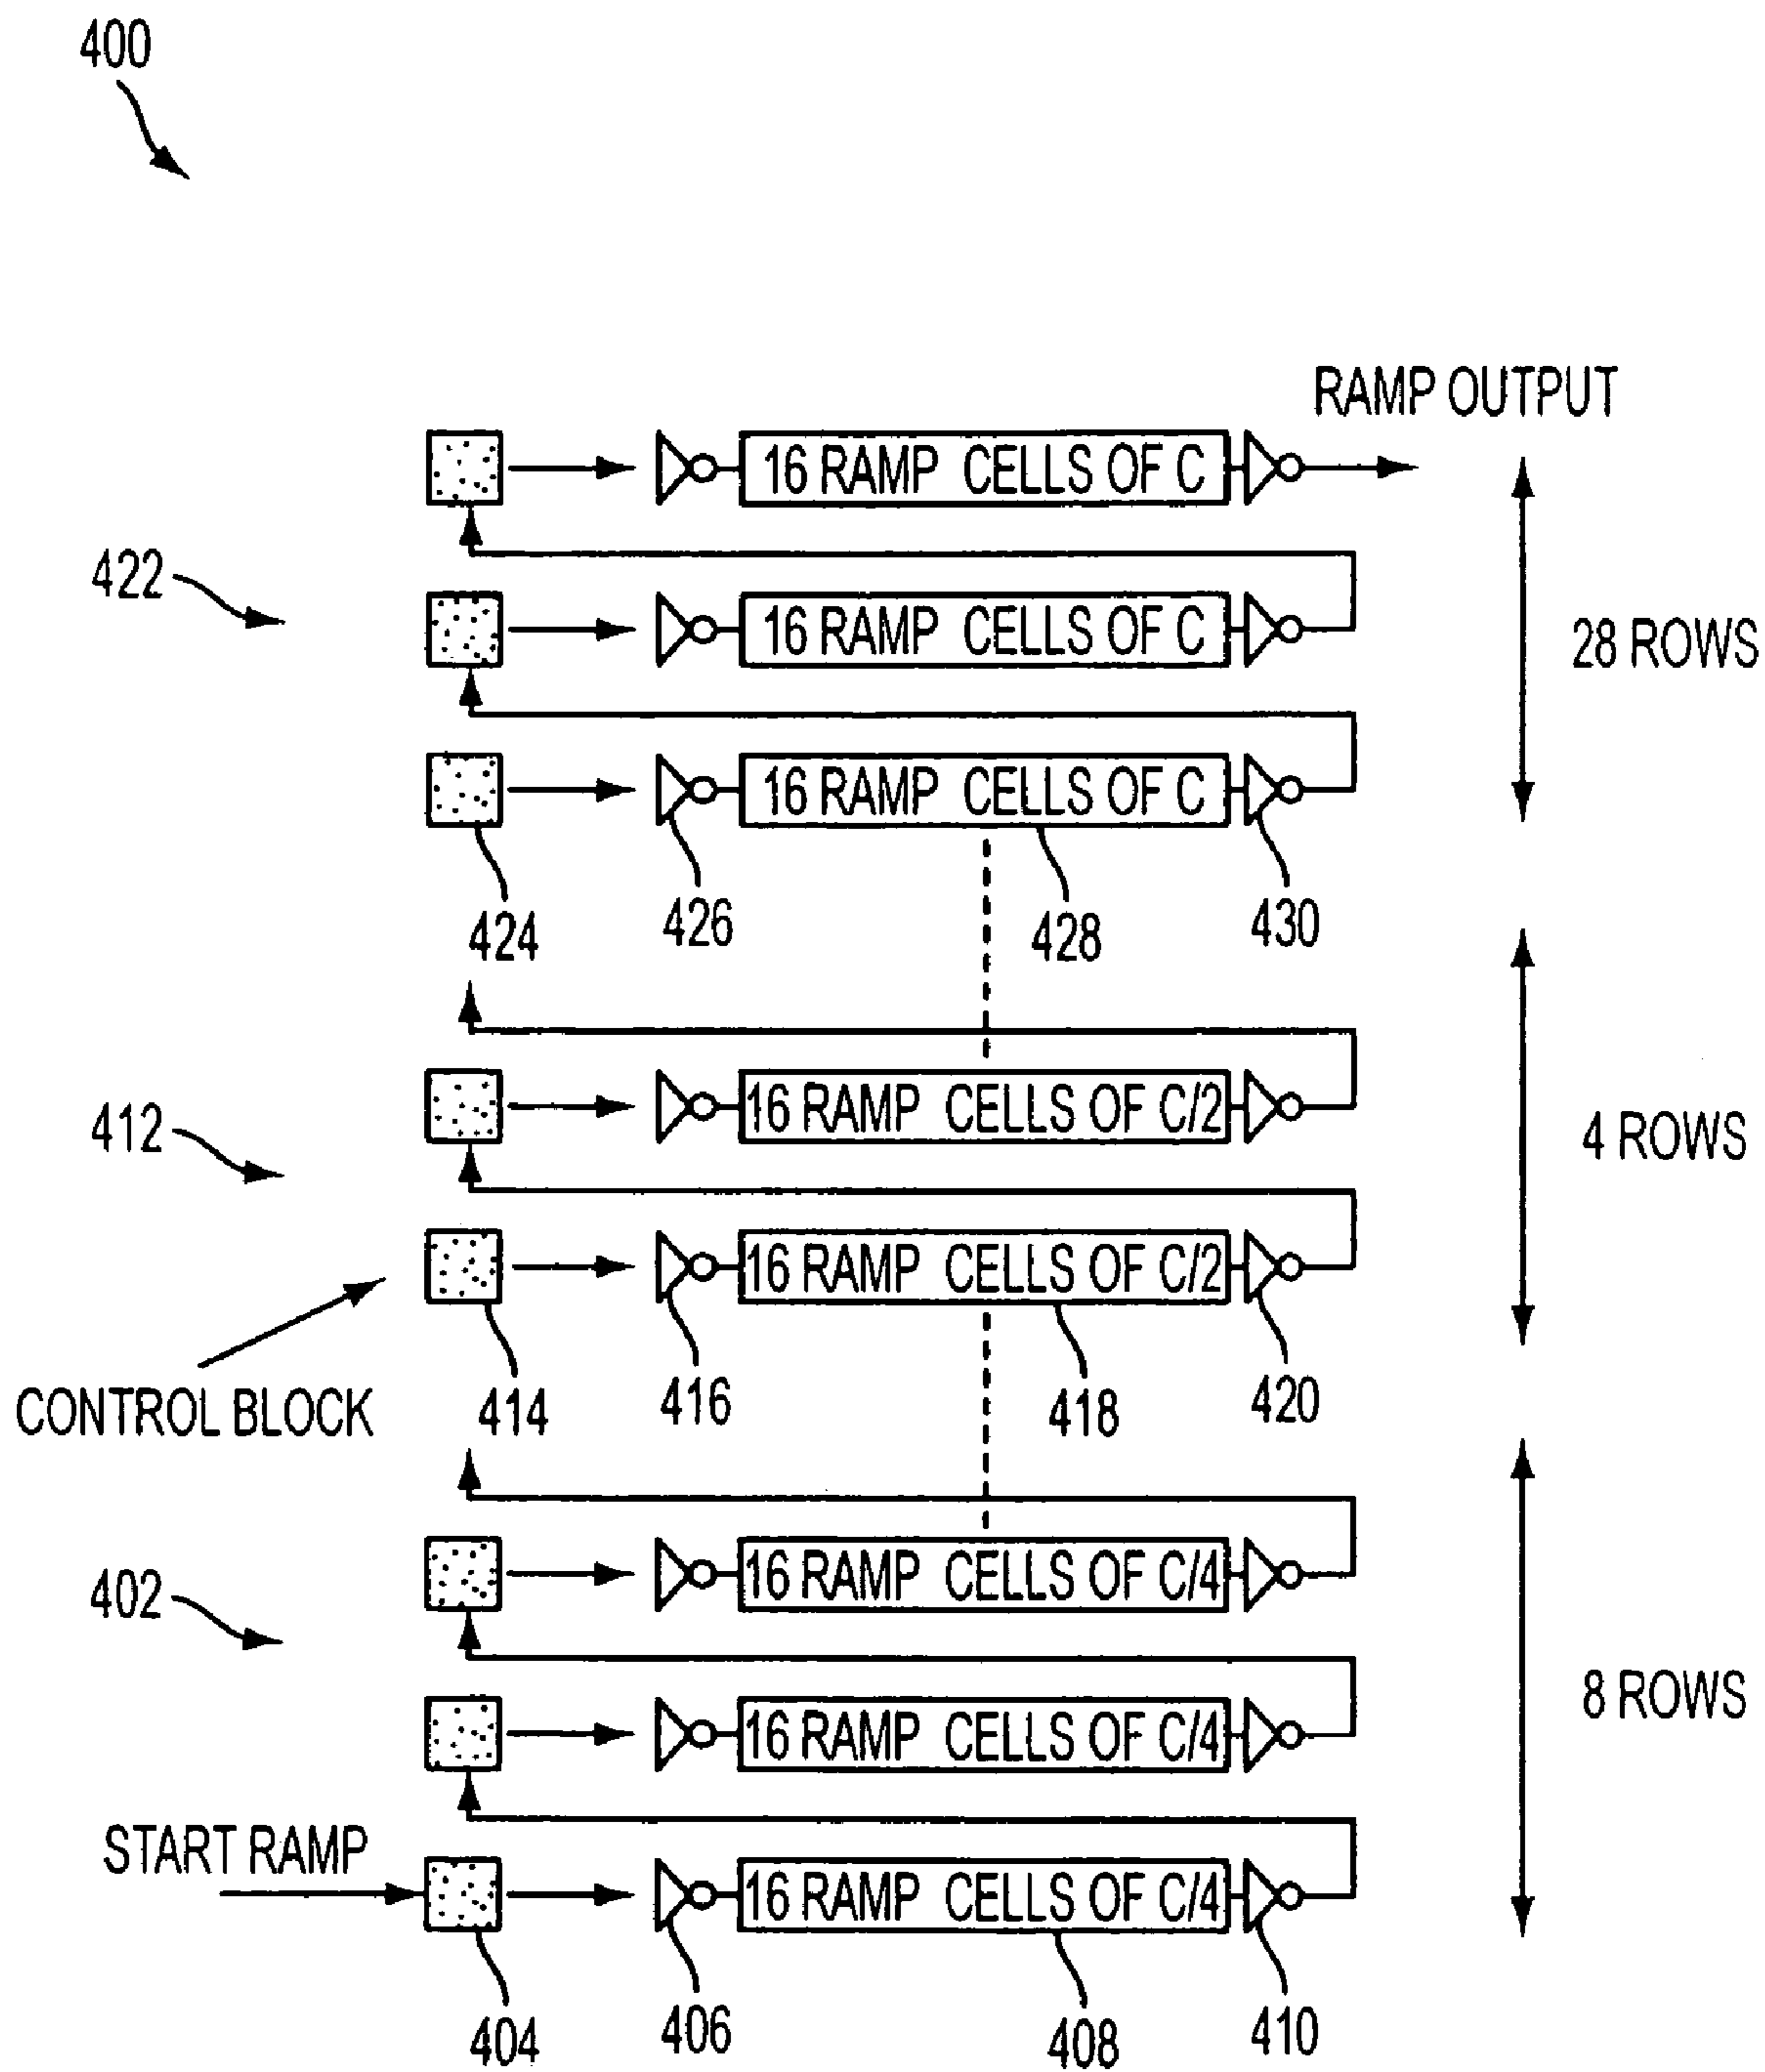 400
RAMP OUTPUT
16 RAMP CELLS OF C
422
16 RAMP CELLS OF C
28 ROWS
16 RAMP CELLS OF C
424
426
428
430
412
16 RAMP CELLS OF C/2
4 ROWS
16 RAMP CELLS OF C/2
CONTROL BLOCK
414
416
418
420
402
16 RAMP CELLS OF C/4
8 ROWS
16 RAMP CELLS OF C/4
START RAMP
16 RAMP CELLS OF C/4
404
406
408
410